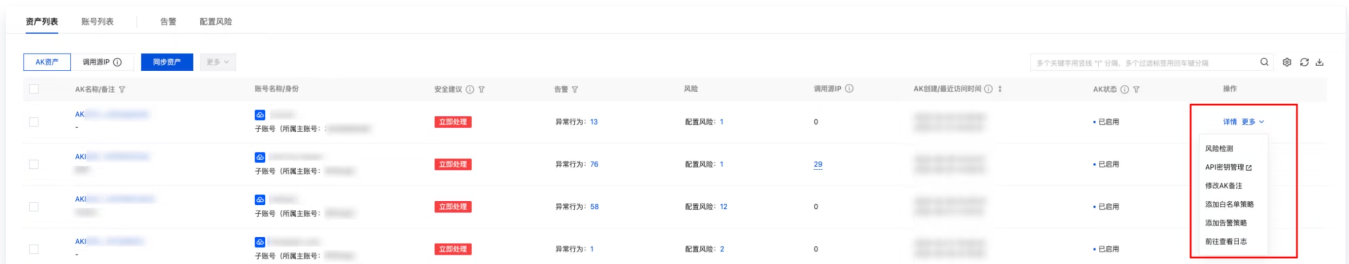 资产列表 账号列表 告警 配置风险
AK资产 调用源IP 同步资产 更多 多个关键字用竖线 "|" 分隔，多个过滤标签用回车键分隔
AK名称/备注 账号名称/身份 安全建议 告警 风险 调用源IP AK创建/最近访问时间 AK状态 操作
AK 立即处理 异常行为：13 配置风险：1 0 • 已启用 详情 更多
- 子账号（所属主账号：
风险检测
AKI 立即处理 异常行为：76 配置风险：1 29 • 已启用 API密钥管理
子账号（所属主账号：
修改AK备注
AKI 立即处理 异常行为：58 配置风险：12 0 • 已启用 添加白名单策略
子账号（所属主账号：
添加告警策略
AKI 立即处理 异常行为：1 配置风险：2 0 • 已启用 前往查看日志
- 子账号（所属主账号：